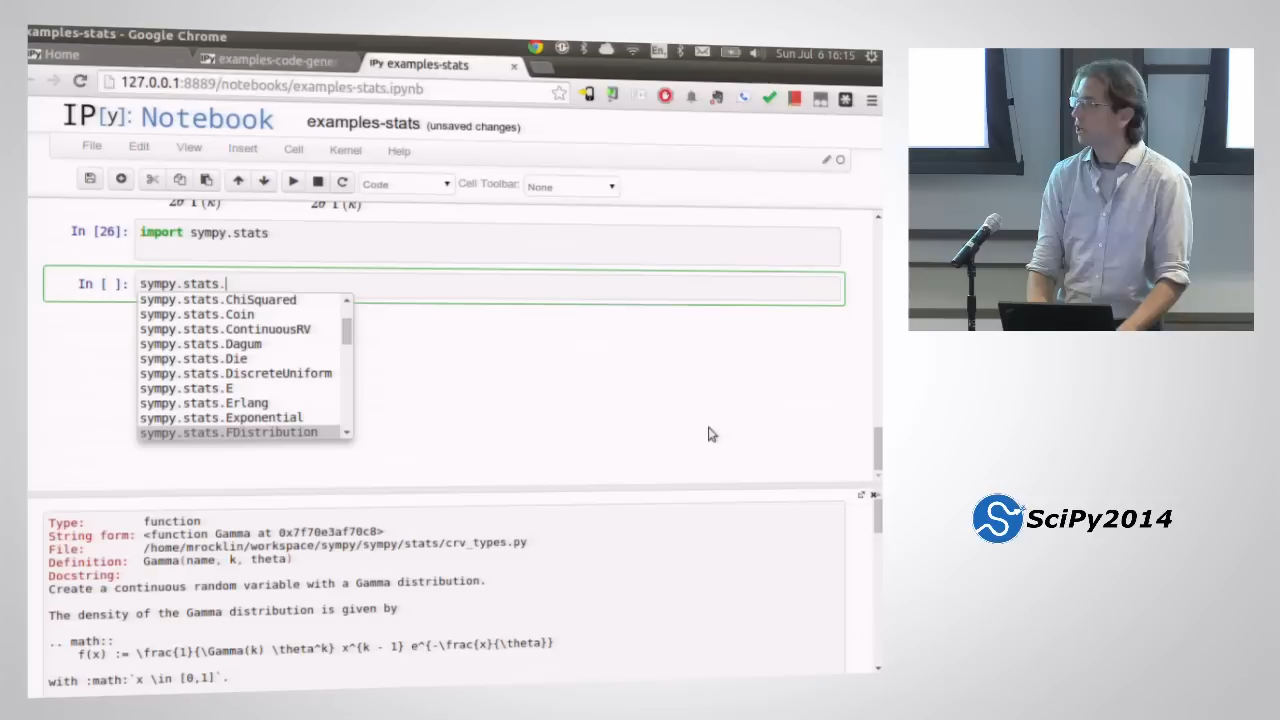 examples-stats - Google Chrome
En
Sun Jul 6 16:15
IPy Home
IPy examples-code-gene
IPy examples-stats
127.0.0.1:8889/notebooks/examples-stats.ipynb
IP[y]: Notebook examples-stats (unsaved changes)
File Edit View Insert Cell Kernel Help
Code Cell Toolbar: None
In [26]: import sympy.stats
In [ ]: sympy.stats.
sympy.stats.ChiSquared
sympy.stats.Coin
sympy.stats.ContinuousRV
sympy.stats.Dagum
sympy.stats.Die
sympy.stats.DiscreteUniform
sympy.stats.E
sympy.stats.Erlang
sympy.stats.Exponential
sympy.stats.FDistribution
Type: function
String form: <function Gamma at 0x7f70e3af70c8>
File: /home/mrocklin/workspace/sympy/sympy/stats/crv_types.py
Definition: Gamma(name, k, theta)
Docstring:
Create a continuous random variable with a Gamma distribution.
The density of the Gamma distribution is given by
.. math::
f(x) := \frac{1}{\Gamma(k) \theta^k} x^{k - 1} e^{-\frac{x}{\theta}}
with :math:`x \in [0,1]`.
SciPy2014